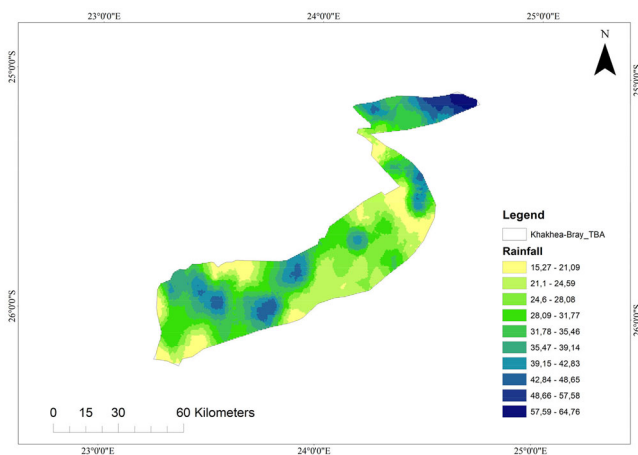 23°0'0"E 24°0'0"E 25°0'0"E
N
25°0'0"S
25°0'0"S
Legend
Khakhea-Bray_TBA
Rainfall
15,27 - 21,09
21,1 - 24,59
24,6 - 28,08
28,09 - 31,77
31,78 - 35,46
35,47 - 39,14
39,15 - 42,83
42,84 - 48,65
48,66 - 57,58
57,59 - 64,76
26°0'0"S
26°0'0"S
0 15 30 60 Kilometers
23°0'0"E 24°0'0"E 25°0'0"E